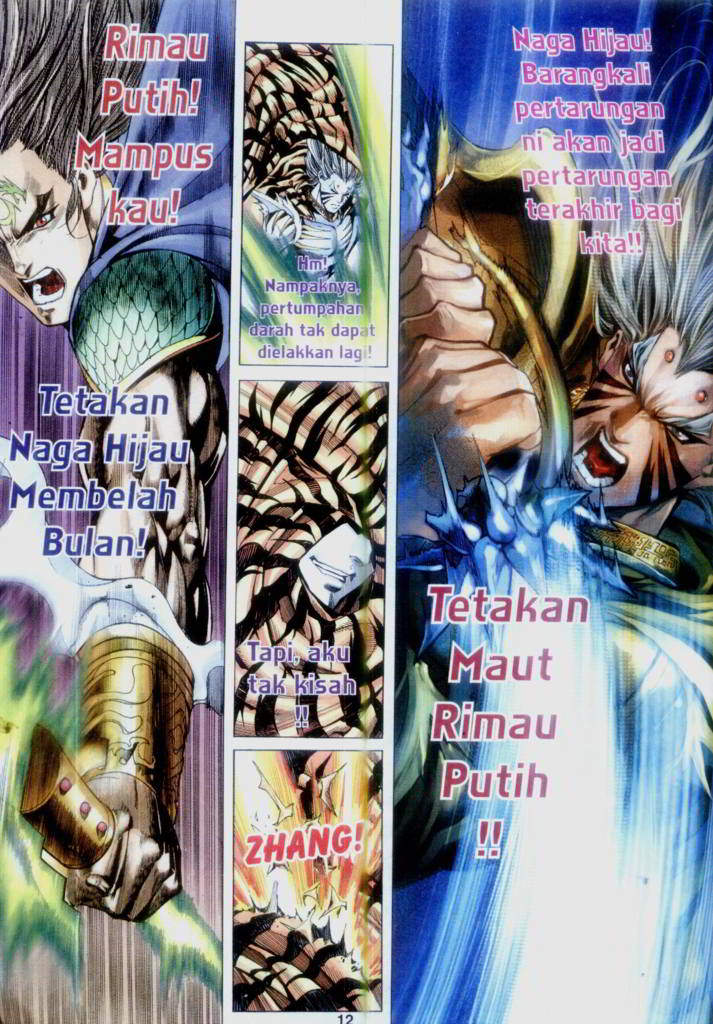 Rimau
Putih!
Mampus
kau!
Tetakan
Naga Hijau
Membelah
Bulan!
Hm!
Nampaknya,
pertumpahan
darah tak dapat
dielakkan lagi!
Tapi, aku
tak kisah
!!
ZHANG!
Naga Hijau!
Barangkali
pertarungan
ni akan jadi
pertarungan
terakhir bagi
kita!!
Tetakan
Maut
Rimau
Putih
!!
12